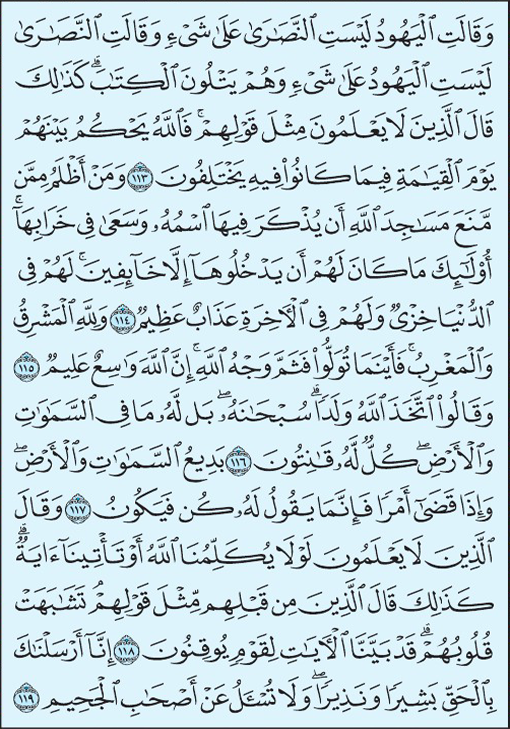 وَقَالَتِ ٱلْيَهُودُ لَيْسَتِ ٱلنَّصَٰرَىٰ عَلَىٰ شَىْءٍ وَقَالَتِ ٱلنَّصَٰرَىٰ
لَيْسَتِ ٱلْيَهُودُ عَلَىٰ شَىْءٍ وَهُمْ يَتْلُونَ ٱلْكِتَٰبَ ۗ كَذَٰلِكَ
قَالَ ٱلَّذِينَ لَا يَعْلَمُونَ مِثْلَ قَوْلِهِمْ ۚ فَٱللَّهُ يَحْكُمُ بَيْنَهُمْ
يَوْمَ ٱلْقِيَٰمَةِ فِيمَا كَانُوا۟ فِيهِ يَخْتَلِفُونَ ١١٣ وَمَنْ أَظْلَمُ مِمَّن
مَّنَعَ مَسَٰجِدَ ٱللَّهِ أَن يُذْكَرَ فِيهَا ٱسْمُهُۥ وَسَعَىٰ فِى خَرَابِهَآ ۚ
أُو۟لَٰٓئِكَ مَا كَانَ لَهُمْ أَن يَدْخُلُوهَآ إِلَّا خَآئِفِينَ ۚ لَهُمْ فِى
ٱلدُّنْيَا خِزْىٌ وَلَهُمْ فِى ٱلْءَاخِرَةِ عَذَابٌ عَظِيمٌ ١١٤ وَلِلَّهِ ٱلْمَشْرِقُ
وَٱلْمَغْرِبُ ۚ فَأَيْنَمَا تُوَلُّوا۟ فَثَمَّ وَجْهُ ٱللَّهِ ۚ إِنَّ ٱللَّهَ وَٰسِعٌ عَلِيمٌ ١١٥
وَقَالُوا۟ ٱتَّخَذَ ٱللَّهُ وَلَدًا ۗ سُبْحَٰنَهُۥ ۖ بَل لَّهُۥ مَا فِى ٱلسَّمَٰوَٰتِ
وَٱلْأَرْضِ ۖ كُلٌّ لَّهُۥ قَٰنِتُونَ ١١٦ بَدِيعُ ٱلسَّمَٰوَٰتِ وَٱلْأَرْضِ ۖ
وَإِذَا قَضَىٰٓ أَمْرًا فَإِنَّمَا يَقُولُ لَهُۥ كُن فَيَكُونُ ١١٧ وَقَالَ
ٱلَّذِينَ لَا يَعْلَمُونَ لَوْلَا يُكَلِّمُنَا ٱللَّهُ أَوْ تَأْتِينَآ ءَايَةٌ ۗ
كَذَٰلِكَ قَالَ ٱلَّذِينَ مِن قَبْلِهِم مِّثْلَ قَوْلِهِمْ ۘ تَشَٰبَهَتْ
قُلُوبُهُمْ ۗ قَدْ بَيَّنَّا ٱلْءَايَٰتِ لِقَوْمٍ يُوقِنُونَ ١١٨ إِنَّآ أَرْسَلْنَٰكَ
بِٱلْحَقِّ بَشِيرًا وَنَذِيرًا ۖ وَلَا تُسْـَٔلُ عَنْ أَصْحَٰبِ ٱلْجَحِيمِ ١١٩